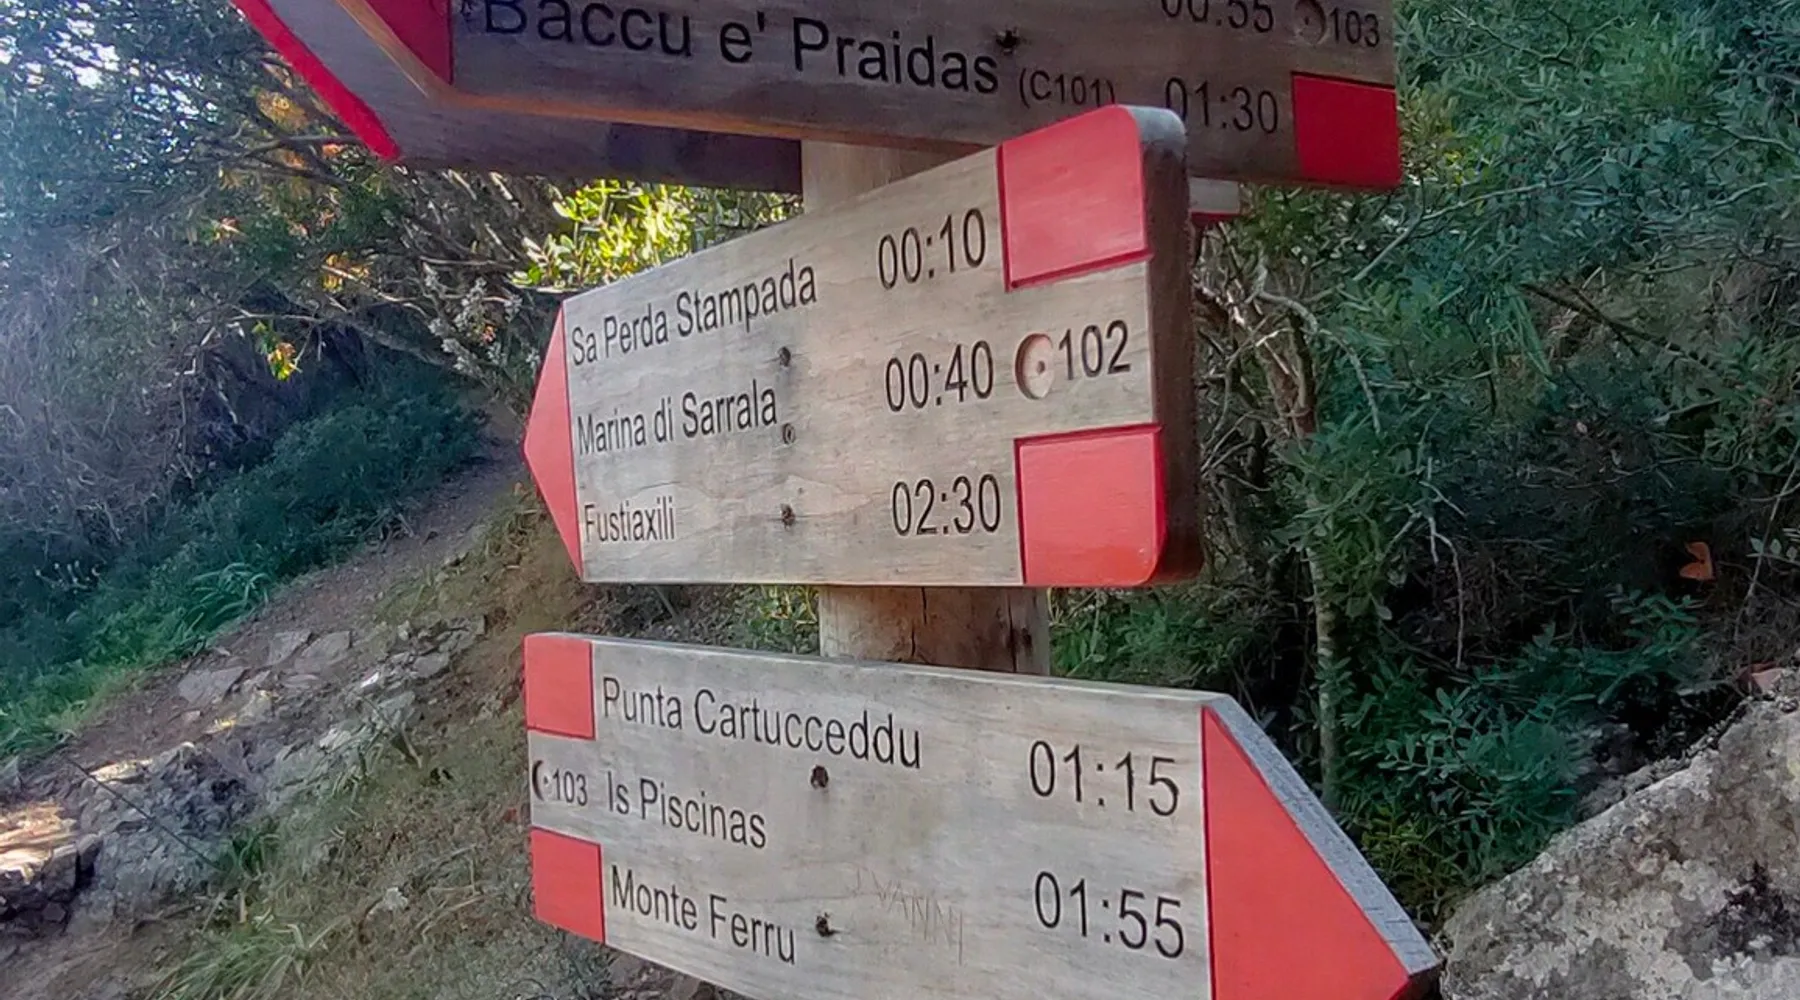 00:55 103
Baccu e' Praidas (C101) 01:30
Sa Perda Stampada 00:10
Marina di Sarrala 00:40 102
Fustiaxili 02:30
Punta Cartucceddu 01:15
103 Is Piscinas
Monte Ferru 01:55